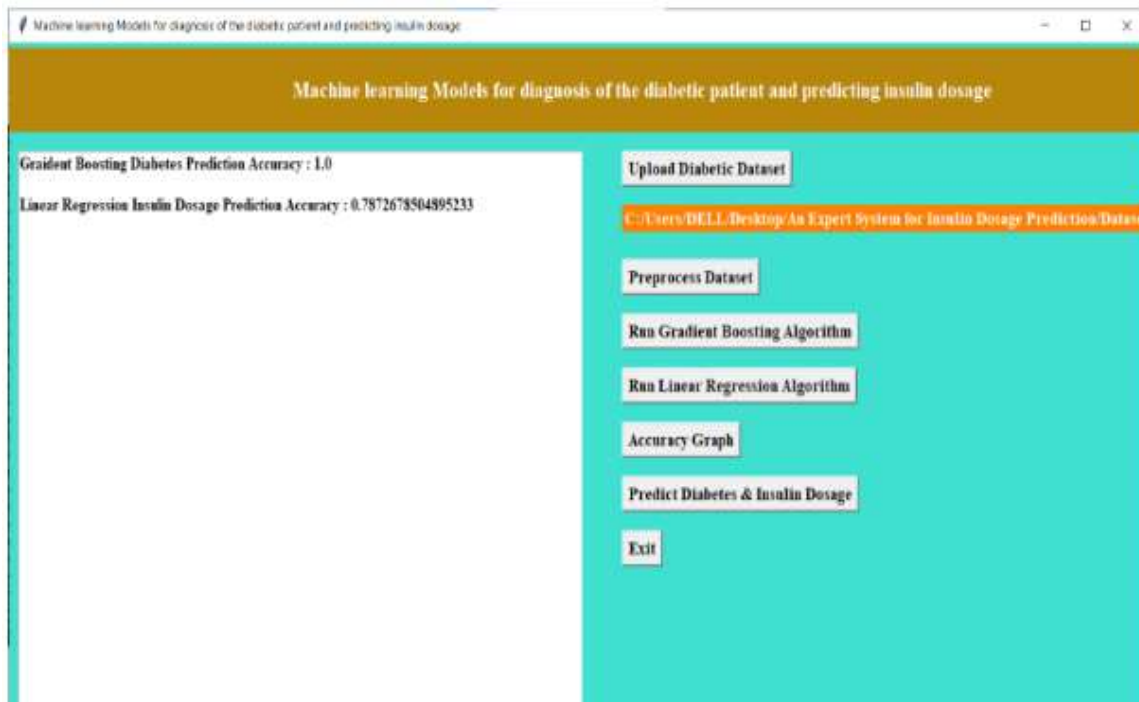 Machine learning Models for diagnosis of the diabetic patient and predicting insulin dosage
Machine learning Models for diagnosis of the diabetic patient and predicting insulin dosage
Graident Boosting Diabetes Prediction Accuracy : 1.0
Linear Regression Insulin Dosage Prediction Accuracy : 0.7872678504895233
Upload Diabetic Dataset
C:/Users/DELL/Desktop/An Expert System for Insulin Dosage Prediction/Datase
Preprocess Dataset
Run Gradient Boosting Algorithm
Run Linear Regression Algorithm
Accuracy Graph
Predict Diabetes & Insulin Dosage
Exit